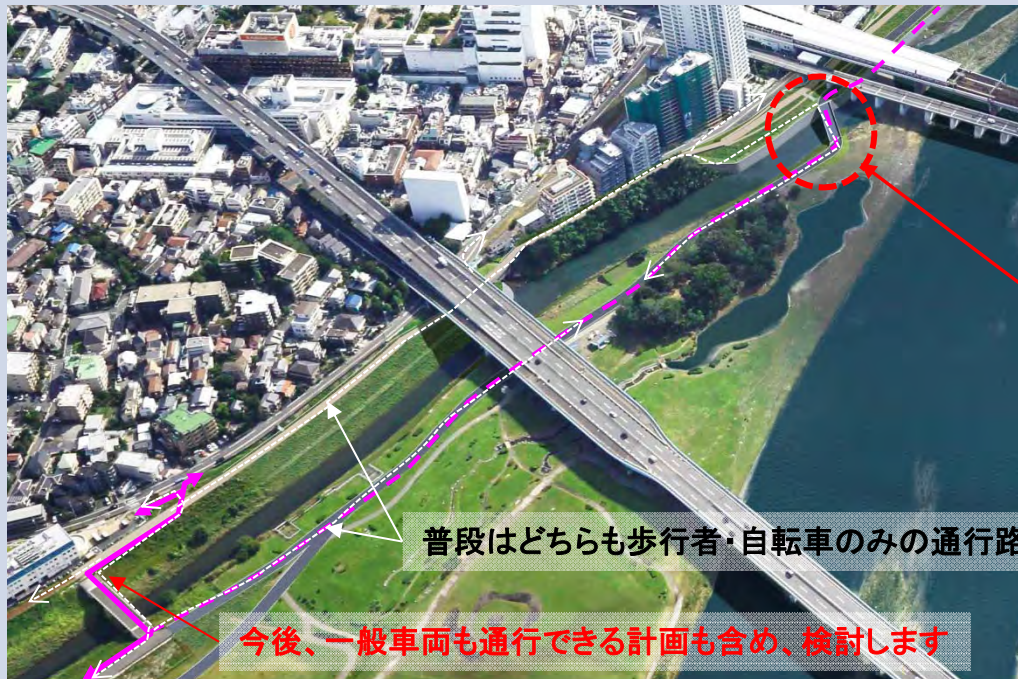 普段はどちらも歩行者・自転車のみの通行路
今後、一般車両も通行できる計画も含め、検討します